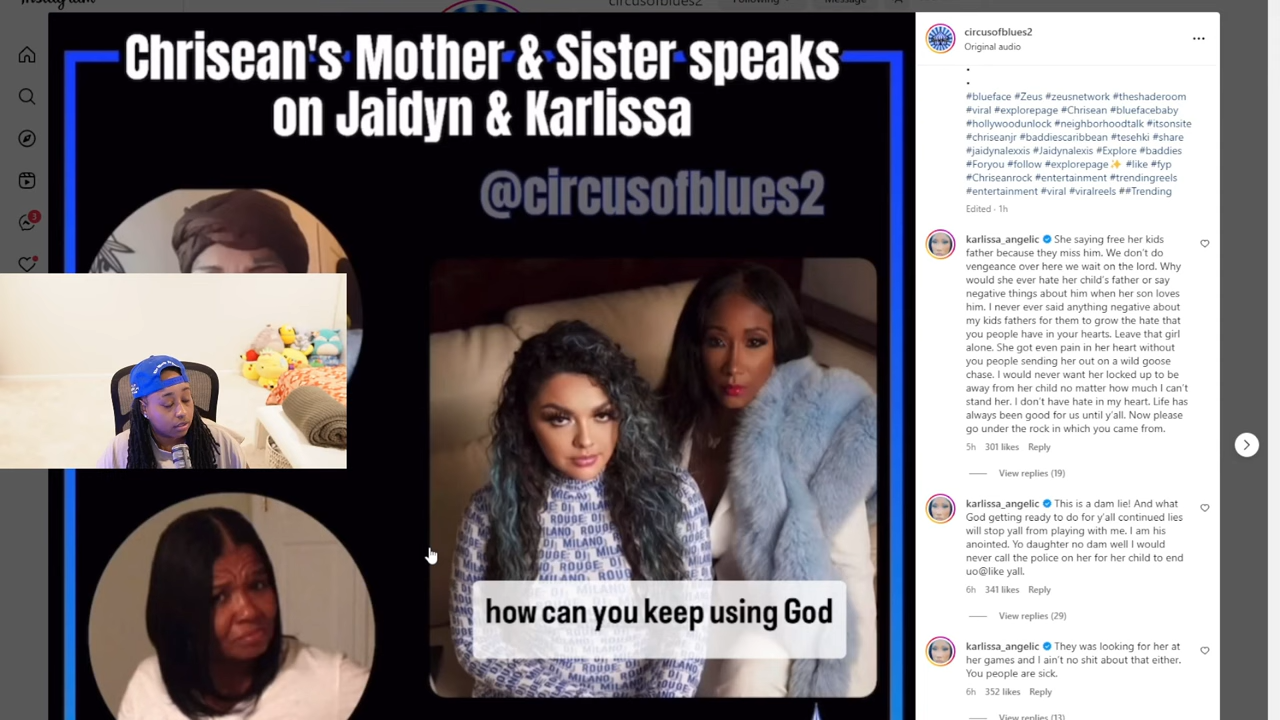 circusofblues2
Following
Message
Chrisean's Mother & Sister speaks
on Jaidyn & Karlissa
@circusofblues2
how can you keep using God
3
circusofblues2
Original audio
•
•
#blueface #Zeus #zeusnetwork #theshaderoom
#viral #explorepage #Chrisean #bluefacebaby
#hollywoodunlock #neighborhoodtalk #itsonsite
#chriseanjr #baddiescaribbean #tesehki #share
#jaidynalexxis #Jaidynalexis #Explore #baddies
#Foryou #follow #explorepage✨ #like #fyp
#Chriseanrock #entertainment #trendingreels
#entertainment #viral #viralreels ##Trending
Edited · 1h
karlissa_angelic She saying free her kids
father because they miss him. We don't do
vengeance over here we wait on the lord. Why
would she ever hate her child's father or say
negative things about him when her son loves
him. I never ever said anything negative about
my kids fathers for them to grow the hate that
you people have in your hearts. Leave that girl
alone. She got even pain in her heart without
you people sending her out on a wild goose
chase. I would never want her locked up to be
away from her child no matter how much I can't
stand her. I don't have hate in my heart. Life has
always been good for us until y'all. Now please
go under the rock in which you came from.
5h 301 likes Reply
View replies (19)
karlissa_angelic This is a dam lie! And what
God getting ready to do for y'all continued lies
will stop yall from playing with me. I am his
anointed. Yo daughter no dam well I would
never call the police on her for her child to end
uo@like yall.
6h 341 likes Reply
View replies (29)
karlissa_angelic They was looking for her at
her games and I ain't no shit about that either.
You people are sick.
6h 352 likes Reply
View replies (13)